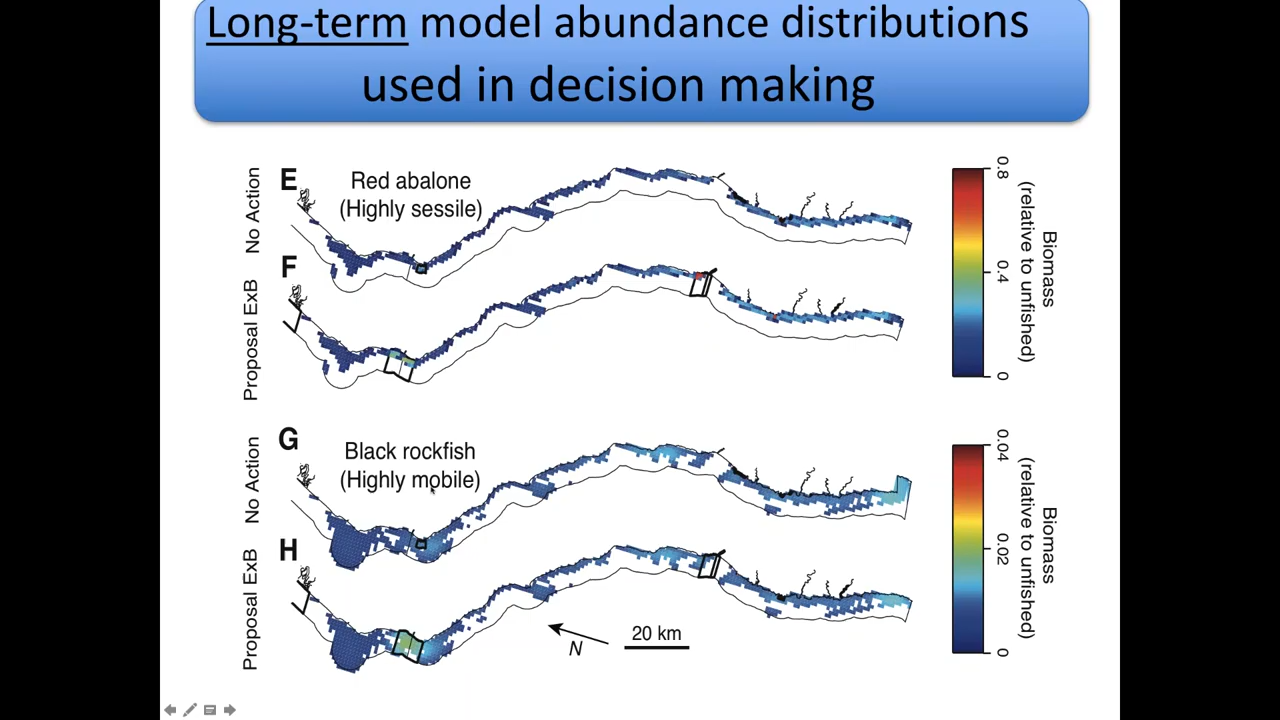 Long-term model abundance distributions
used in decision making
E
Red abalone
(Highly sessile)
No Action
F
Proposal ExB
0.8
0.4
0
Biomass
(relative to unfished)
G
Black rockfish
(Highly mobile)
No Action
H
Proposal ExB
N
20 km
0.04
0.02
0
Biomass
(relative to unfished)